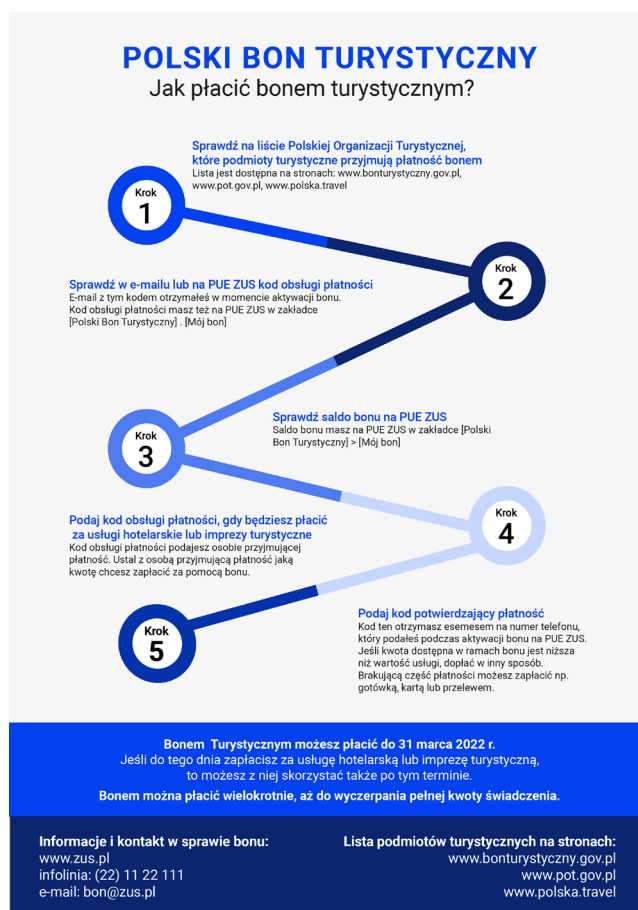 POLSKI BON TURYSTYCZNY
Jak płacić bonem turystycznym?
Krok
1
Sprawdź na liście Polskiej Organizacji Turystycznej,
które podmioty turystyczne przyjmują płatność bonem
Lista jest dostępna na stronach: www.bonturystyczny.gov.pl,
www.pot.gov.pl, www.polska.travel
Krok
2
Sprawdź w e-mailu lub na PUE ZUS kod obsługi płatności
E-mail z tym kodem otrzymałeś w momencie aktywacji bonu.
Kod obsługi płatności masz też na PUE ZUS w zakładce
[Polski Bon Turystyczny] . [Mój bon]
Krok
3
Sprawdź saldo bonu na PUE ZUS
Saldo bonu masz na PUE ZUS w zakładce [Polski
Bon Turystyczny] > [Mój bon]
Krok
4
Podaj kod obsługi płatności, gdy będziesz płacić
za usługi hotelarskie lub imprezy turystyczne
Kod obsługi płatności podajesz osobie przyjmującej
płatność. Ustal z osobą przyjmującą płatność jaką
kwotę chcesz zapłacić za pomocą bonu.
Krok
5
Podaj kod potwierdzający płatność
Kod ten otrzymasz esemesem na numer telefonu,
który podałeś podczas aktywacji bonu na PUE ZUS.
Jeśli kwota dostępna w ramach bonu jest niższa
niż wartość usługi, dopłać w inny sposób.
Brakującą część płatności możesz zapłacić np.
gotówką, kartą lub przelewem.
Bonem Turystycznym możesz płacić do 31 marca 2022 r.
Jeśli do tego dnia zapłacisz za usługę hotelarską lub imprezę turystyczną,
to możesz z niej skorzystać także po tym terminie.
Bonem można płacić wielokrotnie, aż do wyczerpania pełnej kwoty świadczenia.
Informacje i kontakt w sprawie bonu:
www.zus.pl
infolinia: (22) 11 22 111
e-mail: bon@zus.pl
Lista podmiotów turystycznych na stronach:
www.bonturystyczny.gov.pl
www.pot.gov.pl
www.polska.travel